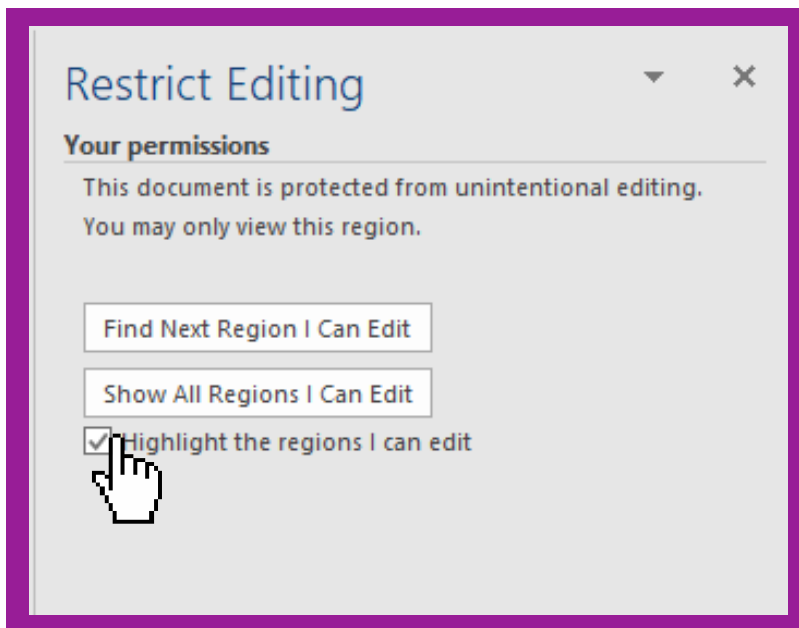 Restrict Editing
Your permissions
This document is protected from unintentional editing.
You may only view this region.
Find Next Region I Can Edit
Show All Regions I Can Edit
Highlight the regions I can edit